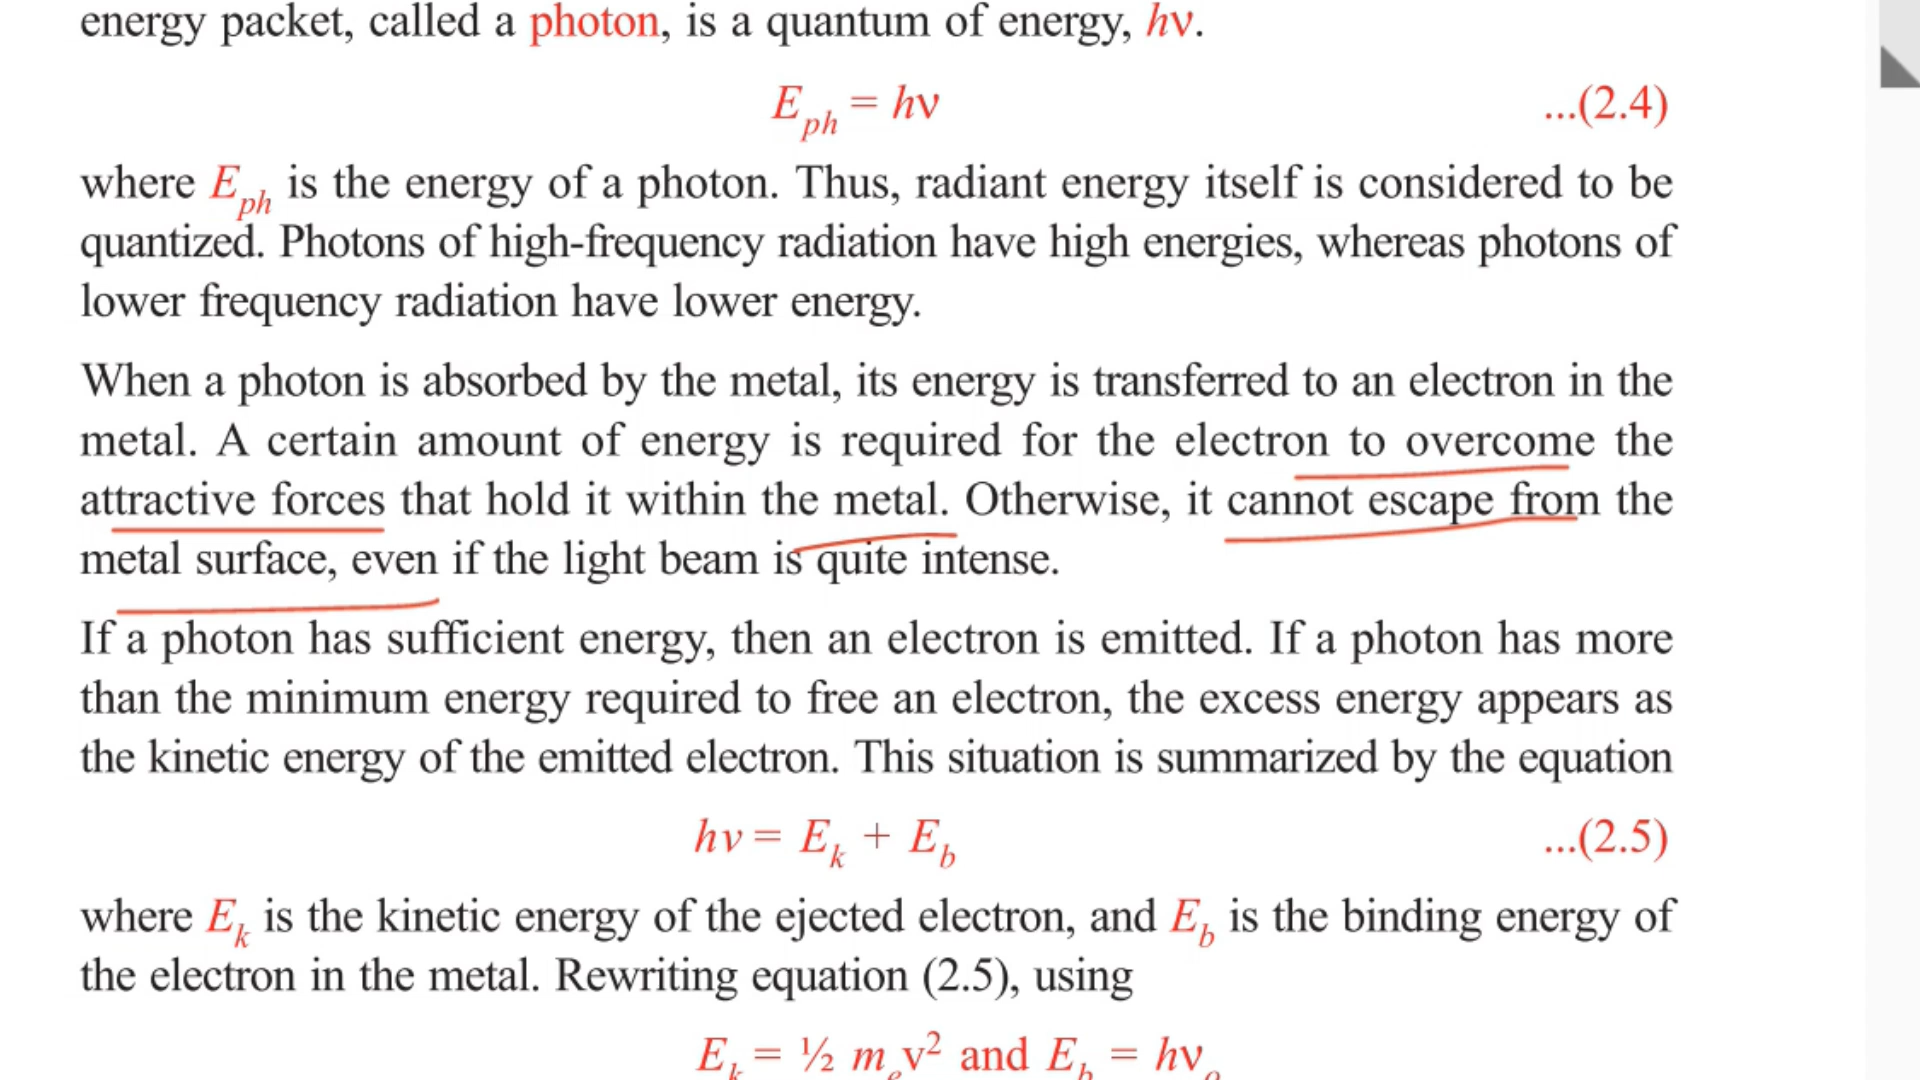 energy packet, called a photon, is a quantum of energy, hν.
E_ph = hν ...(2.4)
where E_ph is the energy of a photon. Thus, radiant energy itself is considered to be
quantized. Photons of high-frequency radiation have high energies, whereas photons of
lower frequency radiation have lower energy.
When a photon is absorbed by the metal, its energy is transferred to an electron in the
metal. A certain amount of energy is required for the electron to overcome the
attractive forces that hold it within the metal. Otherwise, it cannot escape from the
metal surface, even if the light beam is quite intense.
If a photon has sufficient energy, then an electron is emitted. If a photon has more
than the minimum energy required to free an electron, the excess energy appears as
the kinetic energy of the emitted electron. This situation is summarized by the equation
hν = E_k + E_b ...(2.5)
where E_k is the kinetic energy of the ejected electron, and E_b is the binding energy of
the electron in the metal. Rewriting equation (2.5), using
E_k = ½ m_e v² and E_b = hν_o